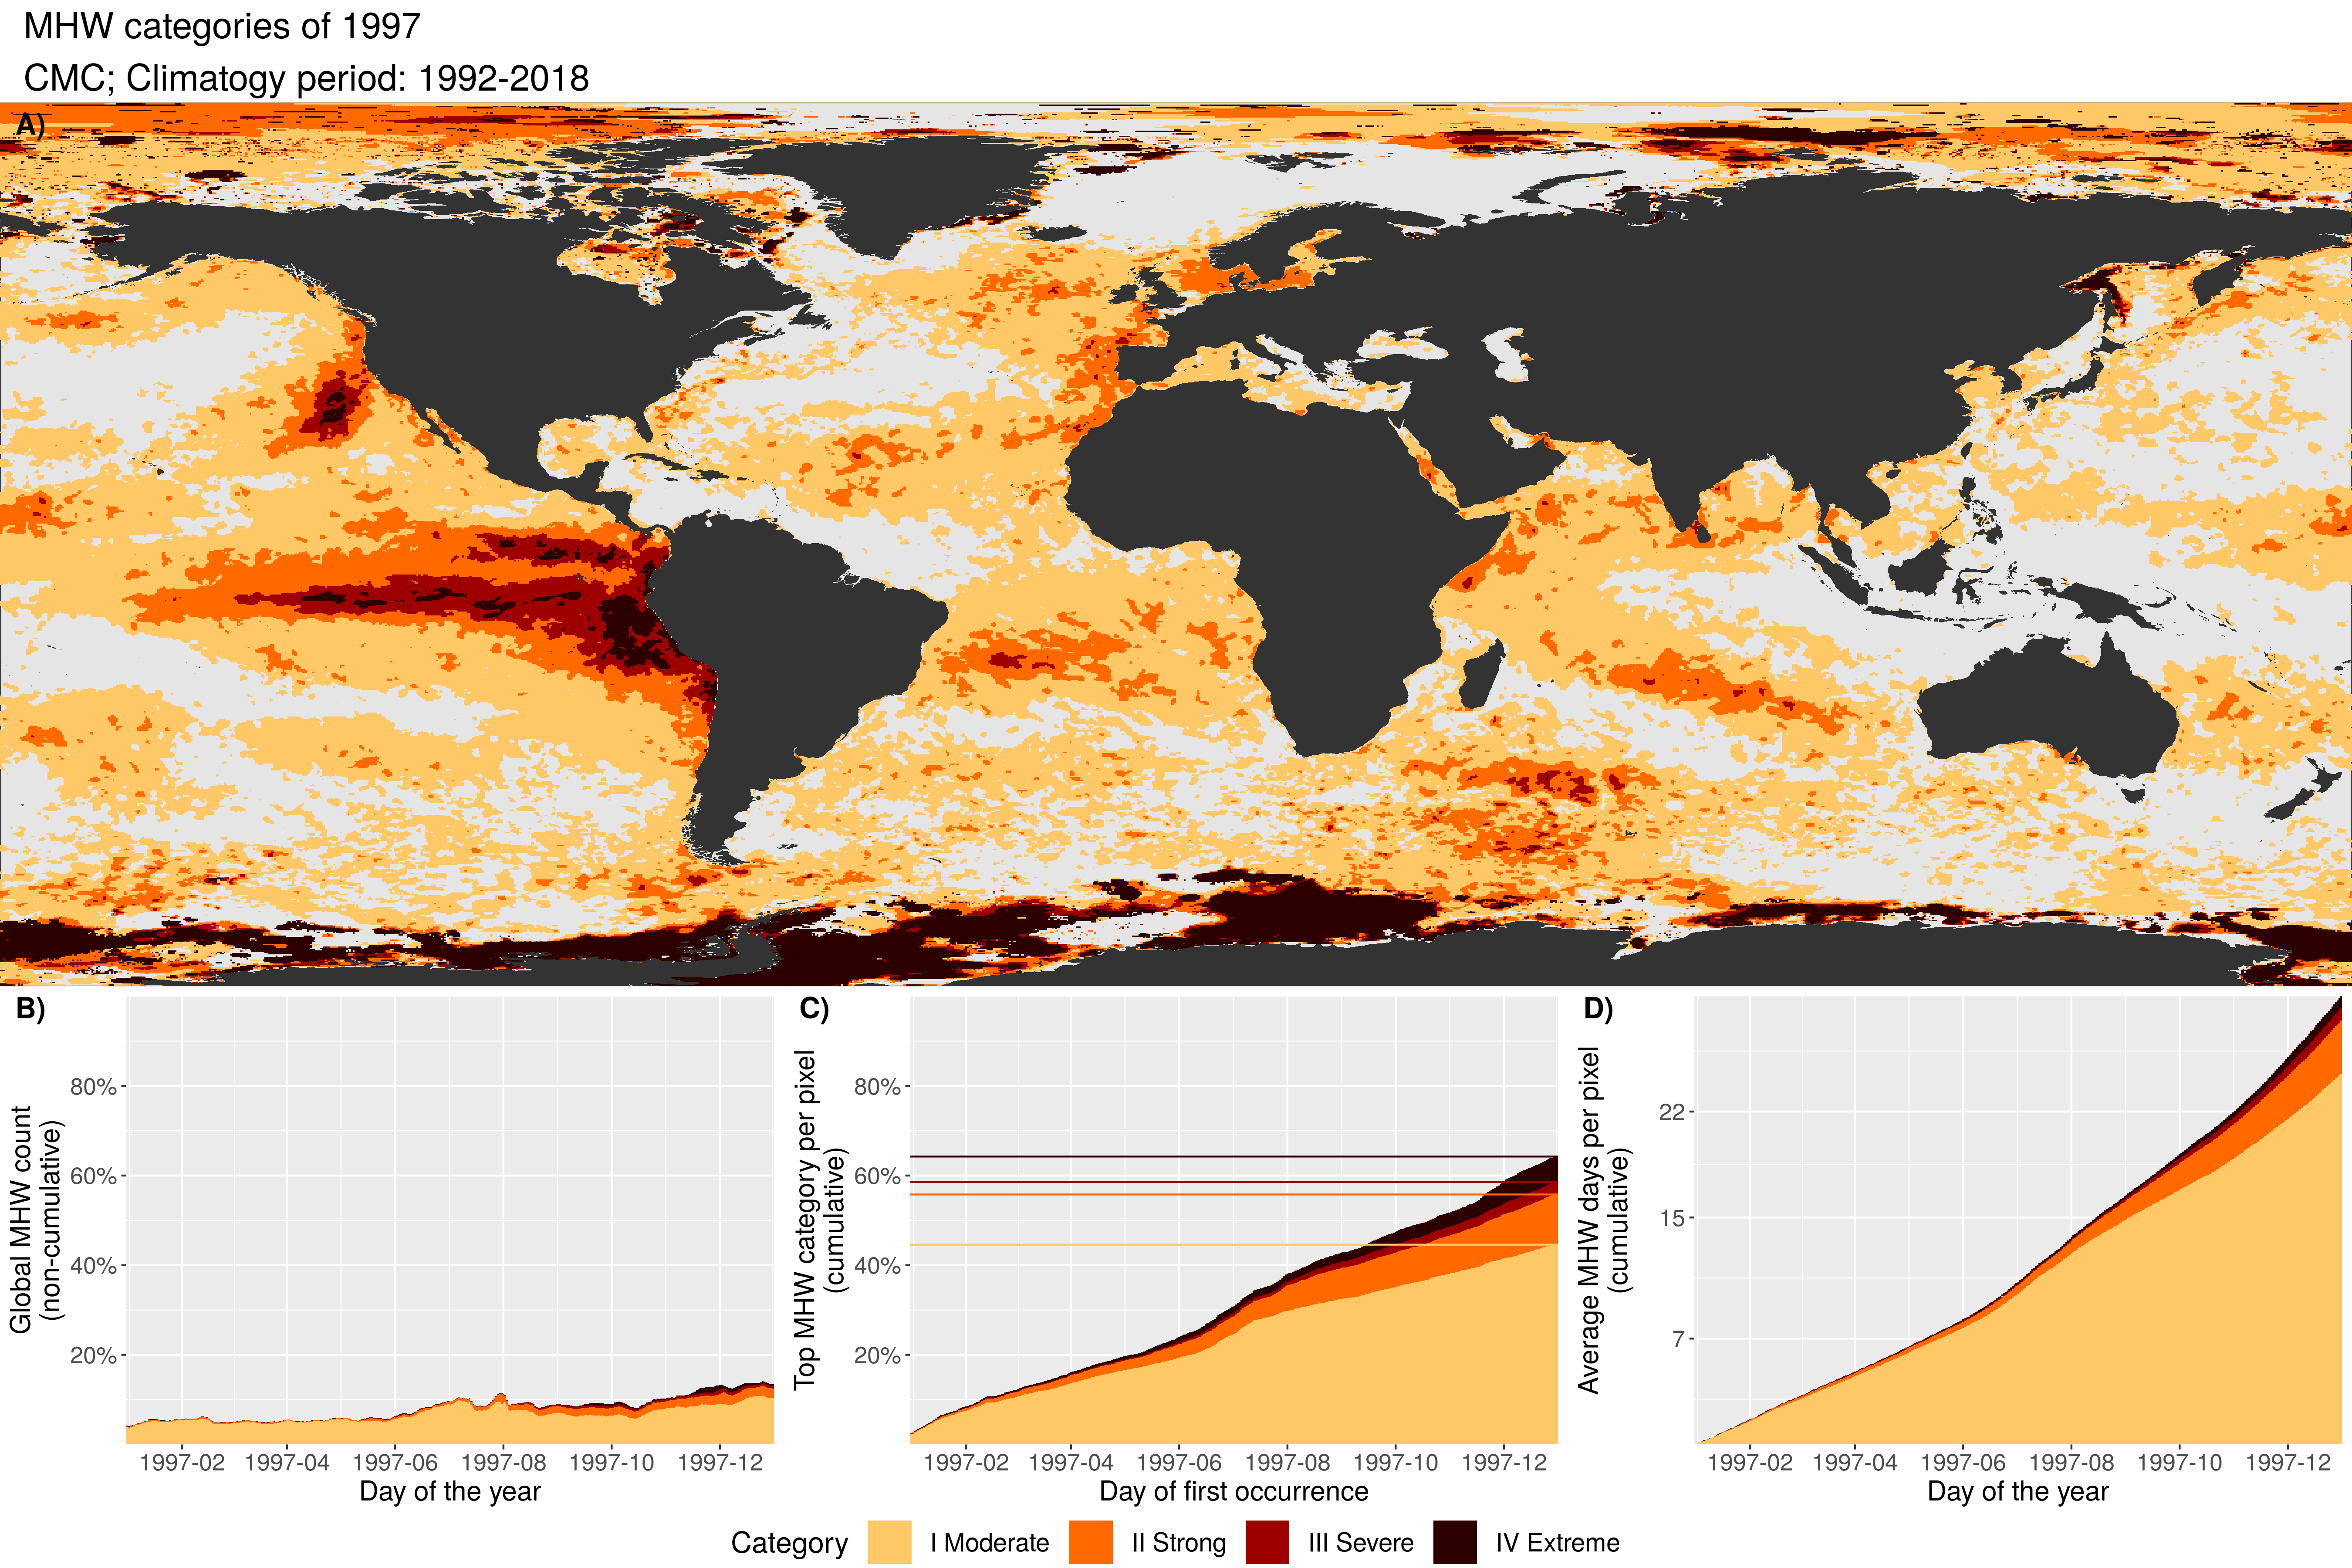 MHW categories of 1997
CMC; Climatogy period: 1992-2018
A)
B)
Global MHW count
(non-cumulative)
80%
60%
40%
20%
1997-02 1997-04 1997-06 1997-08 1997-10 1997-12
Day of the year
C)
Top MHW category per pixel
(cumulative)
80%
60%
40%
20%
1997-02 1997-04 1997-06 1997-08 1997-10 1997-12
Day of first occurrence
D)
Average MHW days per pixel
(cumulative)
22
15
7
1997-02 1997-04 1997-06 1997-08 1997-10 1997-12
Day of the year
Category I Moderate II Strong III Severe IV Extreme